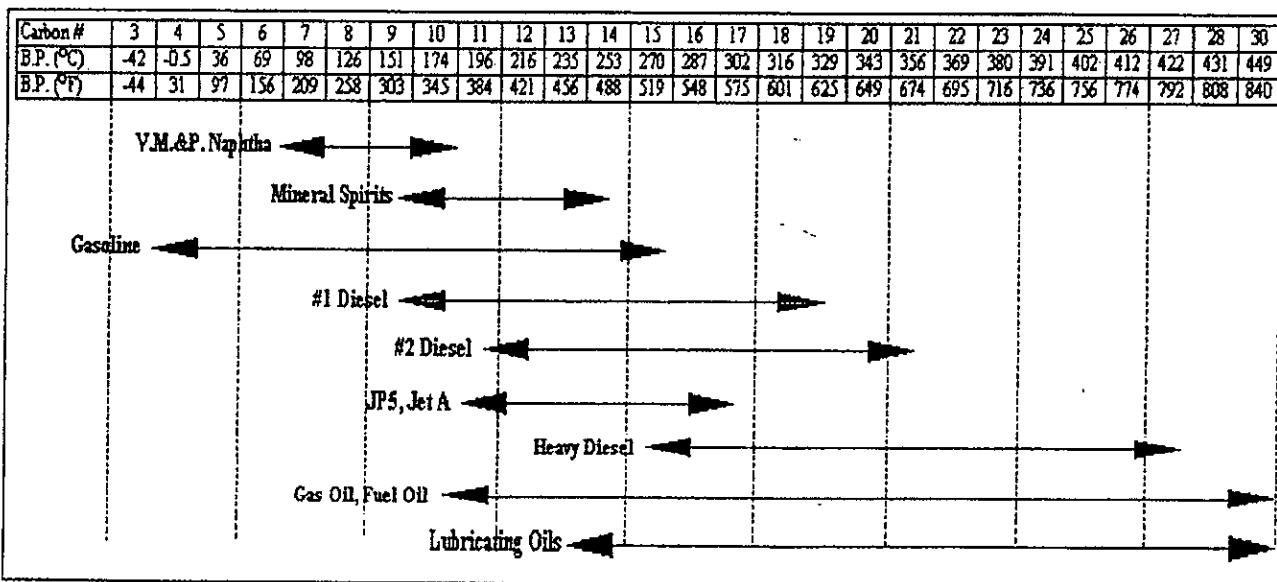 Carbon # 3 4 5 6 7 8 9 10 11 12 13 14 15 16 17 18 19 20 21 22 23 24 25 26 27 28 30
B.P. (°C) -42 -0.5 36 69 98 126 151 174 196 216 235 253 270 287 302 316 329 343 356 369 380 391 402 412 422 431 449
B.P. (°F) -44 31 97 156 209 258 303 345 384 421 456 488 519 548 575 601 625 649 674 695 716 736 756 774 792 808 840
V.M.&P. Naphtha
Mineral Spirits
Gasoline
#1 Diesel
#2 Diesel
JP5, Jet A
Heavy Diesel
Gas Oil, Fuel Oil
Lubricating Oils